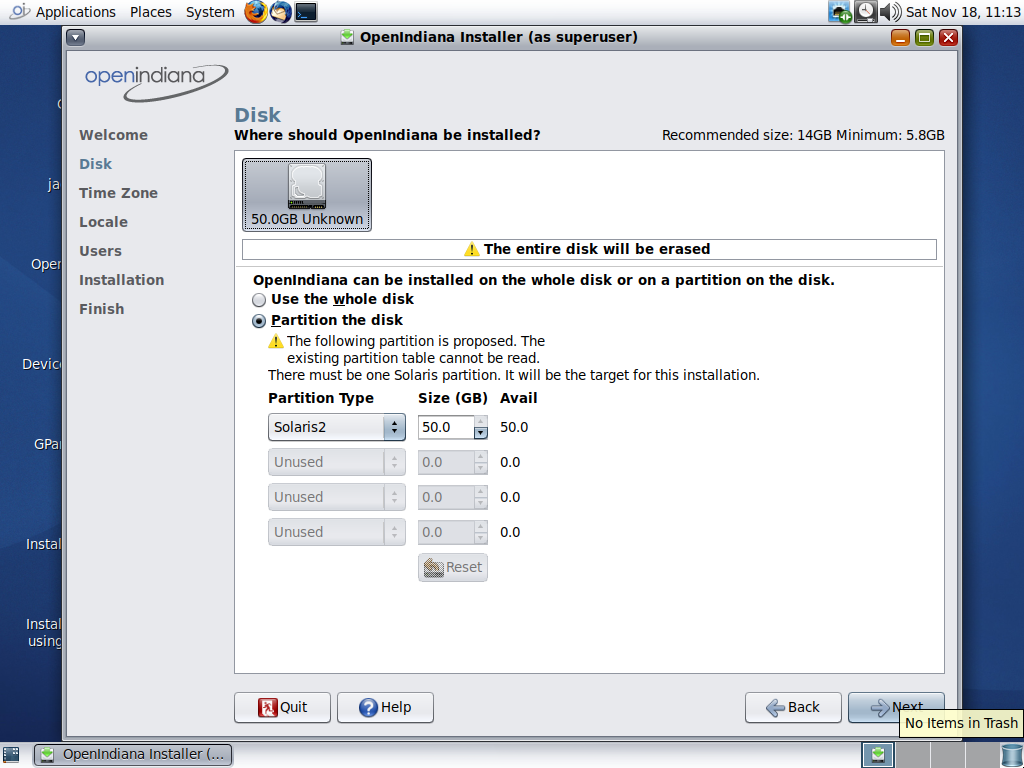 Applications Places System Sat Nov 18, 11:13
OpenIndiana Installer (as superuser)
openindiana
Disk
Welcome
Where should OpenIndiana be installed? Recommended size: 14GB Minimum: 5.8GB
Disk
Time Zone
Locale
Users
Installation
Finish
50.0GB Unknown
The entire disk will be erased
OpenIndiana can be installed on the whole disk or on a partition on the disk.
Use the whole disk
Partition the disk
The following partition is proposed. The
existing partition table cannot be read.
There must be one Solaris partition. It will be the target for this installation.
Partition Type Size (GB) Avail
Solaris2 50.0 50.0
Unused 0.0 0.0
Unused 0.0 0.0
Unused 0.0 0.0
Reset
ja
Open
Device
GPa
Instal
Instal
using
Quit Help Back Next
No Items in Trash
OpenIndiana Installer (...